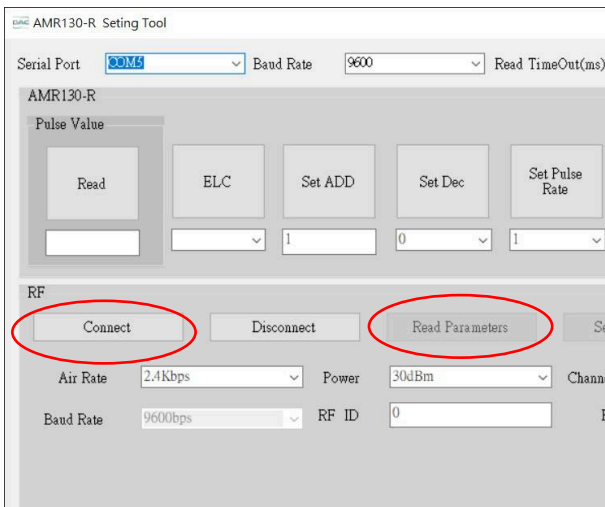 DAC AMR130-R Seting Tool
Serial Port COM5 Baud Rate 9600 Read TimeOut(ms)
AMR130-R
Pulse Value
Read ELC Set ADD Set Dec Set Pulse
Rate
1 0 1
RF
Connect Disconnect Read Parameters
Air Rate 2.4Kbps Power 30dBm
Baud Rate 9600bps RF ID 0